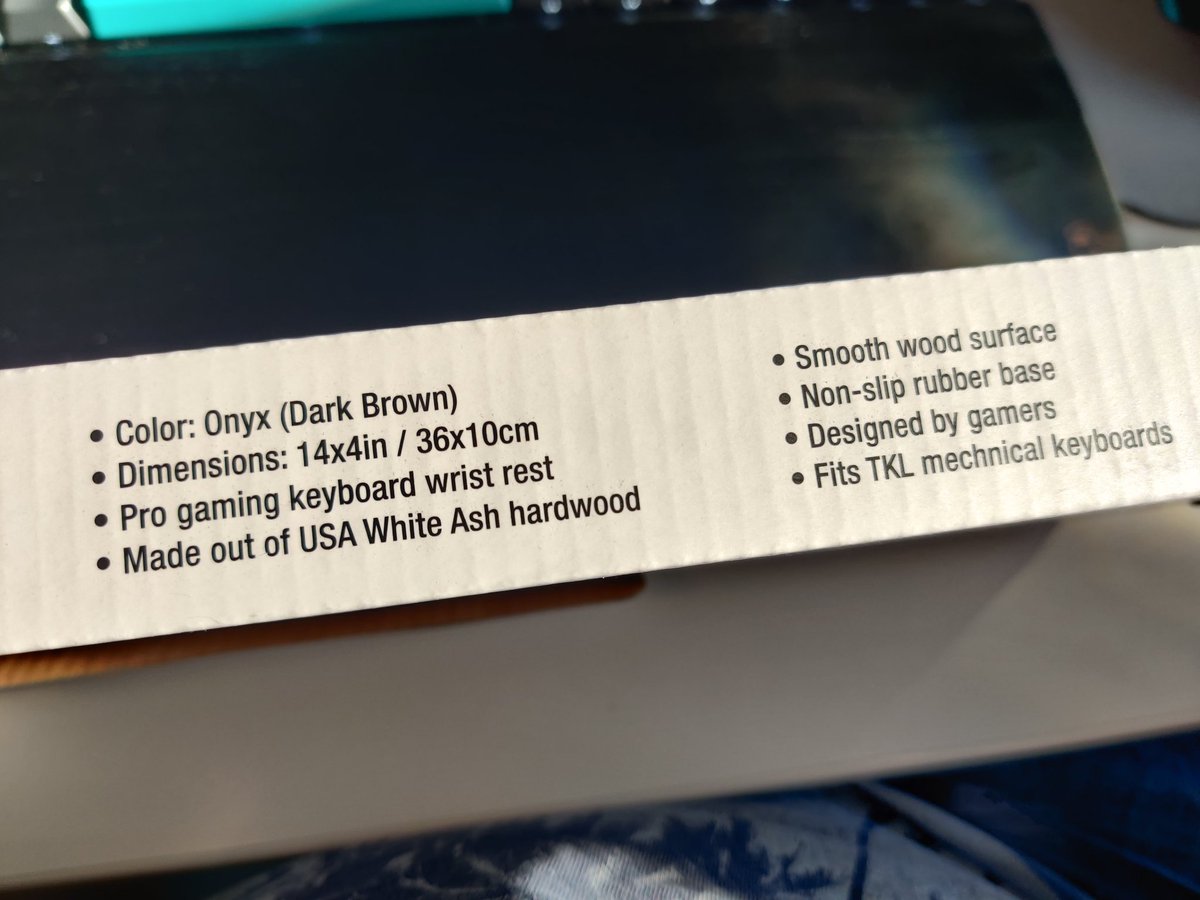 • Color: Onyx (Dark Brown)
• Dimensions: 14x4in / 36x10cm
• Pro gaming keyboard wrist rest
• Made out of USA White Ash hardwood
• Smooth wood surface
• Non-slip rubber base
• Designed by gamers
• Fits TKL mechnical keyboards